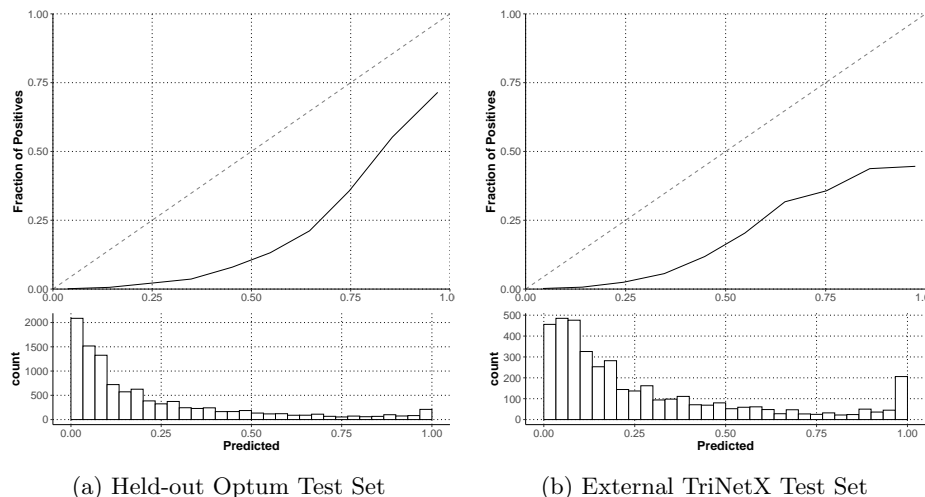 1.00
0.75
0.50
0.25
0.00
Fraction of Positives
0.00 0.25 0.50 0.75 1.0
2000
1500
1000
500
0
count
0.00 0.25 0.50 0.75 1.00
Predicted
(a) Held-out Optum Test Set
1.00
0.75
0.50
0.25
0.00
Fraction of Positives
0.00 0.25 0.50 0.75 1.0
500
400
300
200
100
0
count
0.00 0.25 0.50 0.75 1.00
Predicted
(b) External TriNetX Test Set